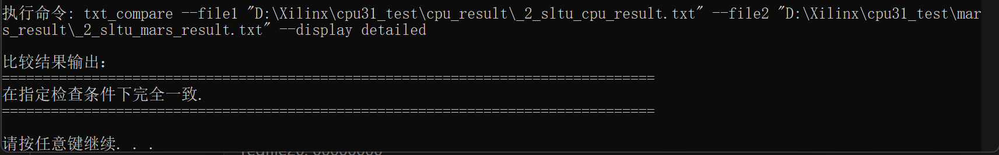 执行命令: txt_compare --file1 "D:\Xilinx\cpu31_test\cpu_result\_2_sltu_cpu_result.txt" --file2 "D:\Xilinx\cpu31_test\mar
s_result\_2_sltu_mars_result.txt" --display detailed
比较结果输出:
================================================================================
在指定检查条件下完全一致.
================================================================================
请按任意键继续. . .